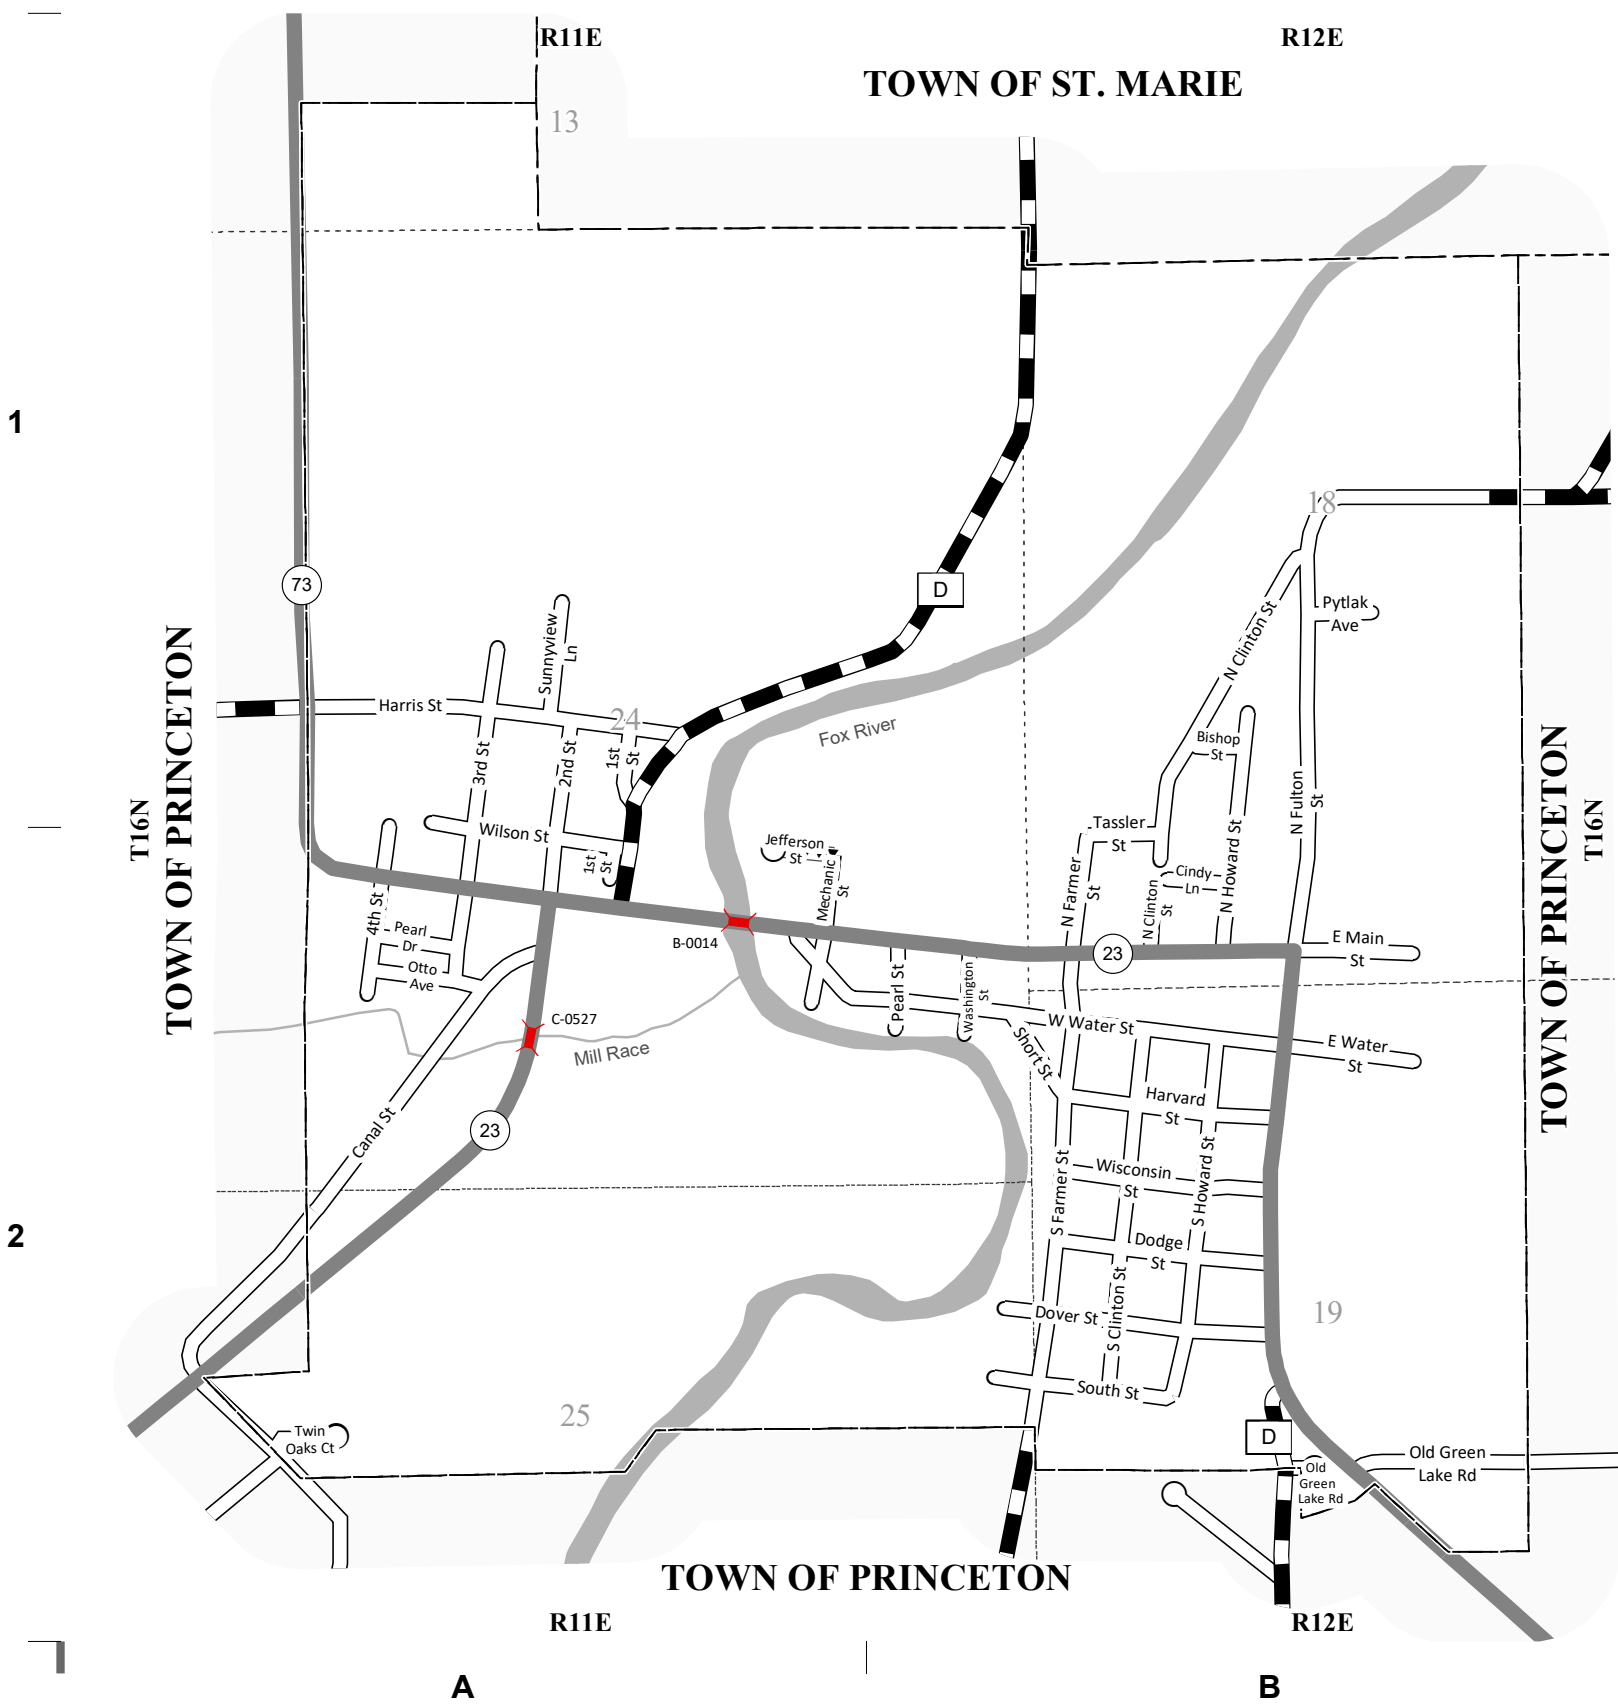 R11E
R12E
TOWN OF ST. MARIE
13
1
18
D
73
Pytlak
Ave
N Clinton St
Sunnyview
Ln
TOWN OF PRINCETON
T16N
Harris St
24
Fox River
Bishop
St
3rd St
2nd St
1st
St
N Fulton
St
TOWN OF PRINCETON
T16N
Wilson St
1st
St
Jefferson
St
Mechanic
St
Tassler
St
N Farmer
St
N Clinton
St
Cindy
Ln
N Howard St
4th St
Pearl
Dr
Otto
Ave
B-0014
23
E Main
St
Pearl St
Washington
St
C-0527
Mill Race
W Water St
Short St
E Water
St
Canal St
23
Harvard
St
Wisconsin
St
S Farmer St
S Howard St
2
Dodge
St
S Clinton St
Dover St
19
South St
25
Twin
Oaks Ct
D
Old Green
Lake Rd
Old
Green
Lake Rd
TOWN OF PRINCETON
R11E
R12E
A
B